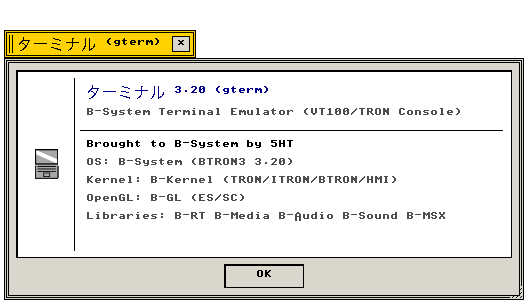 ターミナル (gterm) ×
ターミナル 3.20 (gterm)
B-System Terminal Emulator (VT100/TRON Console)
Brought to B-System by 5HT
OS: B-System (BTRON3 3.20)
Kernel: B-Kernel (TRON/ITRON/BTRON/HMI)
OpenGL: B-GL (ES/SC)
Libraries: B-RT B-Media B-Audio B-Sound B-MSX
OK